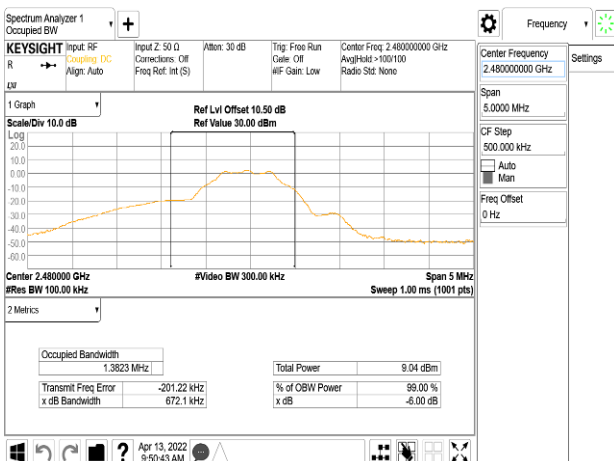 Spectrum Analyzer 1
Occupied BW
Frequency
KEYSIGHT
R
LXI
Input: RF
Coupling: DC
Align: Auto
Input Z: 50 Ω
Corrections: Off
Freq Ref: Int (S)
Atten: 30 dB
Trig: Free Run
Gate: Off
#IF Gain: Low
Center Freq: 2.480000000 GHz
Avg|Hold:>100/100
Radio Std: None
Center Frequency
2.480000000 GHz
Settings
Span
5.0000 MHz
CF Step
500.000 kHz
Auto
Man
Freq Offset
0 Hz
1 Graph
Scale/Div 10.0 dB
Ref Lvl Offset 10.50 dB
Ref Value 30.00 dBm
Log
20.0
10.0
0.00
-10.0
-20.0
-30.0
-40.0
-50.0
-60.0
Center 2.480000 GHz
#Res BW 100.00 kHz
#Video BW 300.00 kHz
Span 5 MHz
Sweep 1.00 ms (1001 pts)
2 Metrics
Occupied Bandwidth
1.3823 MHz
Total Power 9.04 dBm
Transmit Freq Error -201.22 kHz
% of OBW Power 99.00 %
x dB Bandwidth 672.1 kHz
x dB -6.00 dB
?
Apr 13, 2022
9:50:43 AM